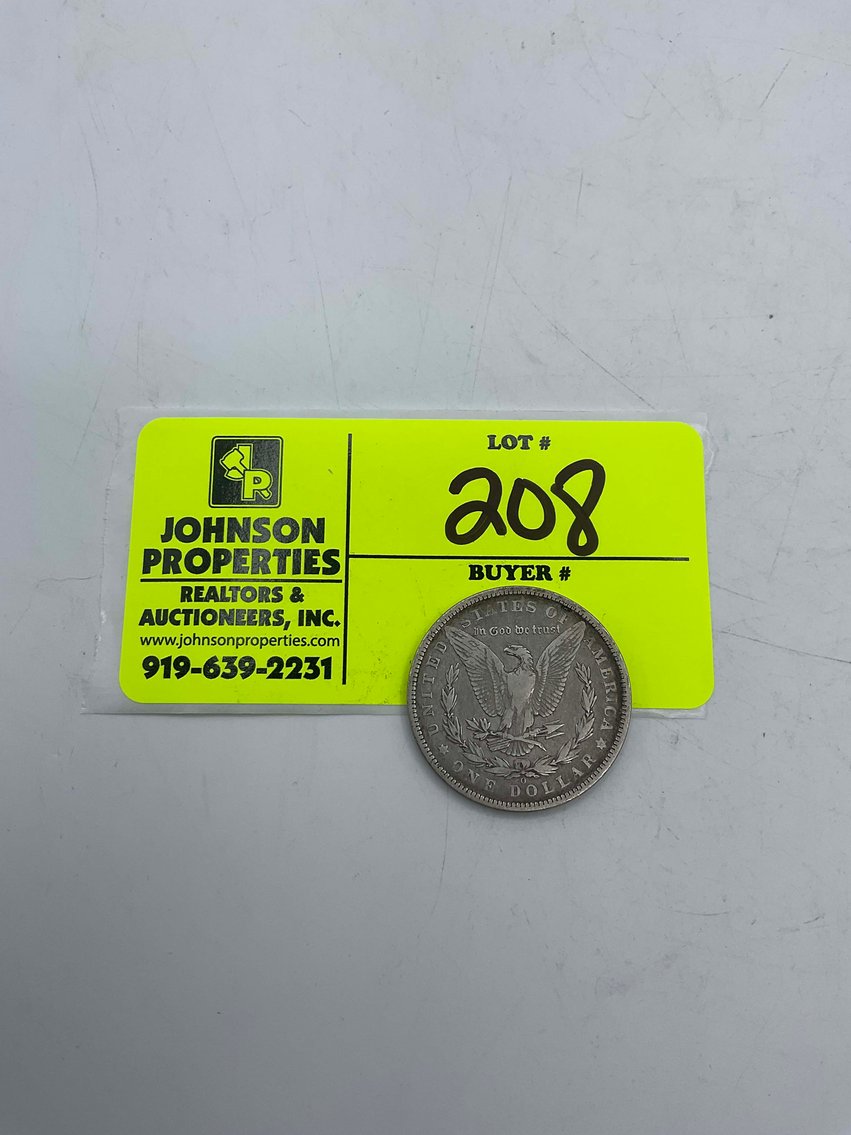 JR
JOHNSON
PROPERTIES
REALTORS &
AUCTIONEERS, INC.
www.johnsonproperties.com
919-639-2231
LOT #
208
BUYER #
UNITED STATES OF AMERICA
In God we trust
O
ONE DOLLAR